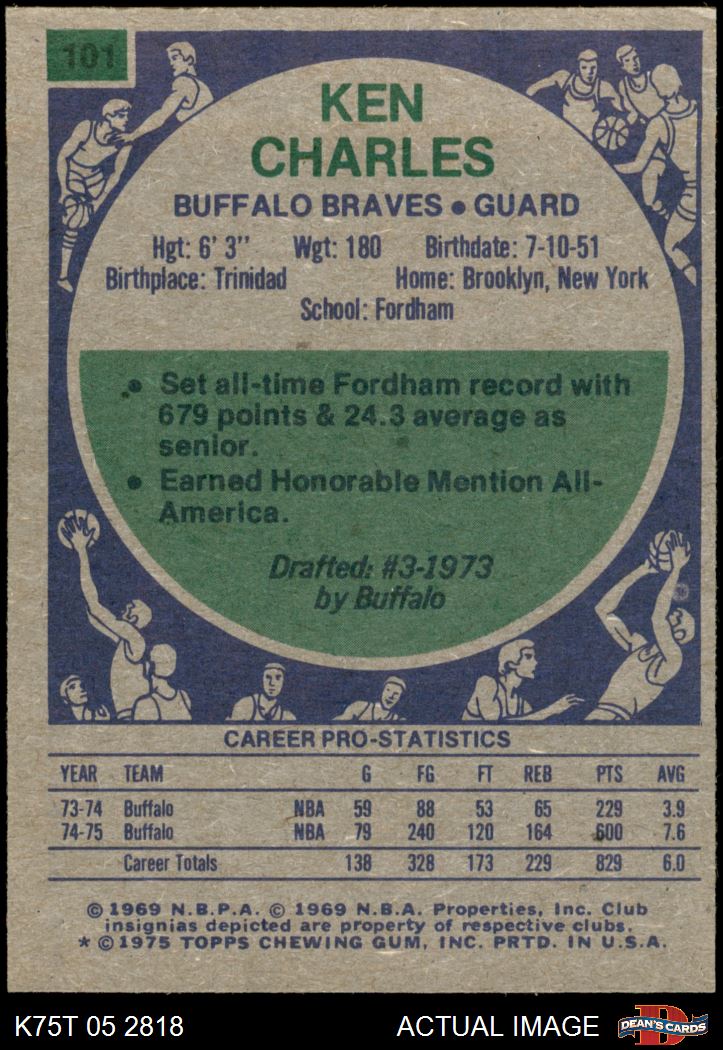 101
KEN
CHARLES
BUFFALO BRAVES • GUARD
Hgt: 6' 3" Wgt: 180 Birthdate: 7-10-51
Birthplace: Trinidad Home: Brooklyn, New York
School: Fordham
• Set all-time Fordham record with
679 points & 24.3 average as
senior.
• Earned Honorable Mention All-
America.
Drafted: #3-1973
by Buffalo
CAREER PRO-STATISTICS
YEAR TEAM G FG FT REB PTS AVG
73-74 Buffalo NBA 59 88 53 65 229 3.9
74-75 Buffalo NBA 79 240 120 164 600 7.6
Career Totals 138 328 173 229 829 6.0
© 1969 N.B.P.A. © 1969 N.B.A. Properties, Inc. Club
insignias depicted are property of respective clubs.
* © 1975 TOPPS CHEWING GUM, INC. PRTD. IN U.S.A.
K75T 05 2818 ACTUAL IMAGE D DEAN'S CARDS